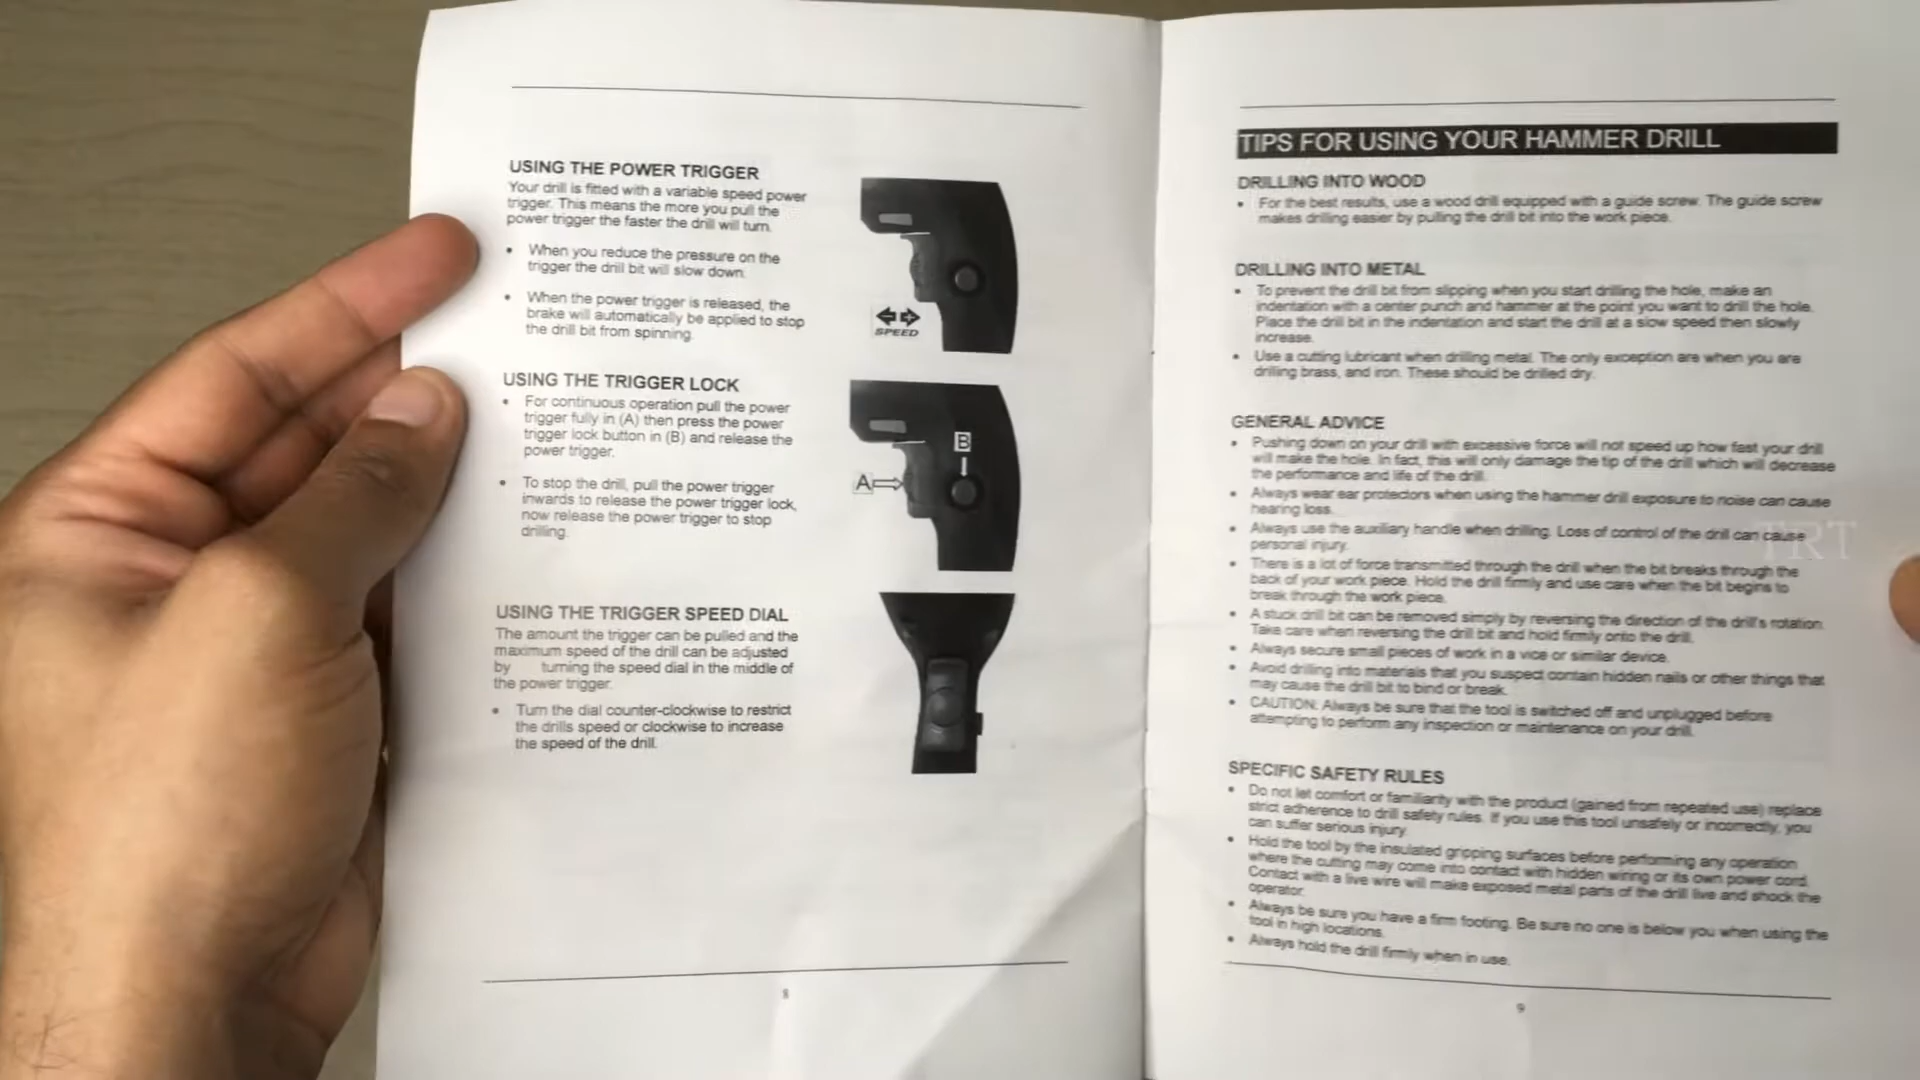 USING THE POWER TRIGGER
Your drill is fitted with a variable speed power
trigger. This means the more you pull the
power trigger the faster the drill will turn.
• When you reduce the pressure on the
trigger the drill bit will slow down.
• When the power trigger is released, the
brake will automatically be applied to stop
the drill bit from spinning.
SPEED
USING THE TRIGGER LOCK
• For continuous operation pull the power
trigger fully in (A) then press the power
trigger lock button in (B) and release the
power trigger.
• To stop the drill, pull the power trigger
inwards to release the power trigger lock,
now release the power trigger to stop
drilling.
B
A
USING THE TRIGGER SPEED DIAL
The amount the trigger can be pulled and the
maximum speed of the drill can be adjusted
by turning the speed dial in the middle of
the power trigger.
• Turn the dial counter-clockwise to restrict
the drills speed or clockwise to increase
the speed of the drill.
8
TIPS FOR USING YOUR HAMMER DRILL
DRILLING INTO WOOD
• For the best results, use a wood drill equipped with a guide screw. The guide screw
makes drilling easier by pulling the drill bit into the work piece.
DRILLING INTO METAL
• To prevent the drill bit from slipping when you start drilling the hole, make an
indentation with a center punch and hammer at the point you want to drill the hole.
Place the drill bit in the indentation and start the drill at a slow speed then slowly
increase.
• Use a cutting lubricant when drilling metal. The only exception are when you are
drilling brass, and iron. These should be drilled dry.
GENERAL ADVICE
• Pushing down on your drill with excessive force will not speed up how fast your drill
will make the hole. In fact, this will only damage the tip of the drill which will decrease
the performance and life of the drill.
• Always wear ear protectors when using the hammer drill exposure to noise can cause
hearing loss.
• Always use the auxiliary handle when drilling. Loss of control of the drill can cause
personal injury.
• There is a lot of force transmitted through the drill when the bit breaks through the
back of your work piece. Hold the drill firmly and use care when the bit begins to
break through the work piece.
• A stuck drill bit can be removed simply by reversing the direction of the drill's rotation.
Take care when reversing the drill bit and hold firmly onto the drill.
• Always secure small pieces of work in a vice or similar device.
• Avoid drilling into materials that you suspect contain hidden nails or other things that
may cause the drill bit to bind or break.
• CAUTION: Always be sure that the tool is switched off and unplugged before
attempting to perform any inspection or maintenance on your drill.
SPECIFIC SAFETY RULES
• Do not let comfort or familiarity with the product (gained from repeated use) replace
strict adherence to drill safety rules. If you use this tool unsafely or incorrectly, you
can suffer serious injury.
• Hold the tool by the insulated gripping surfaces before performing any operation
where the cutting may come into contact with hidden wiring or its own power cord.
Contact with a live wire will make exposed metal parts of the drill live and shock the
operator.
• Always be sure you have a firm footing. Be sure no one is below you when using the
tool in high locations.
• Always hold the drill firmly when in use.
9
TRT